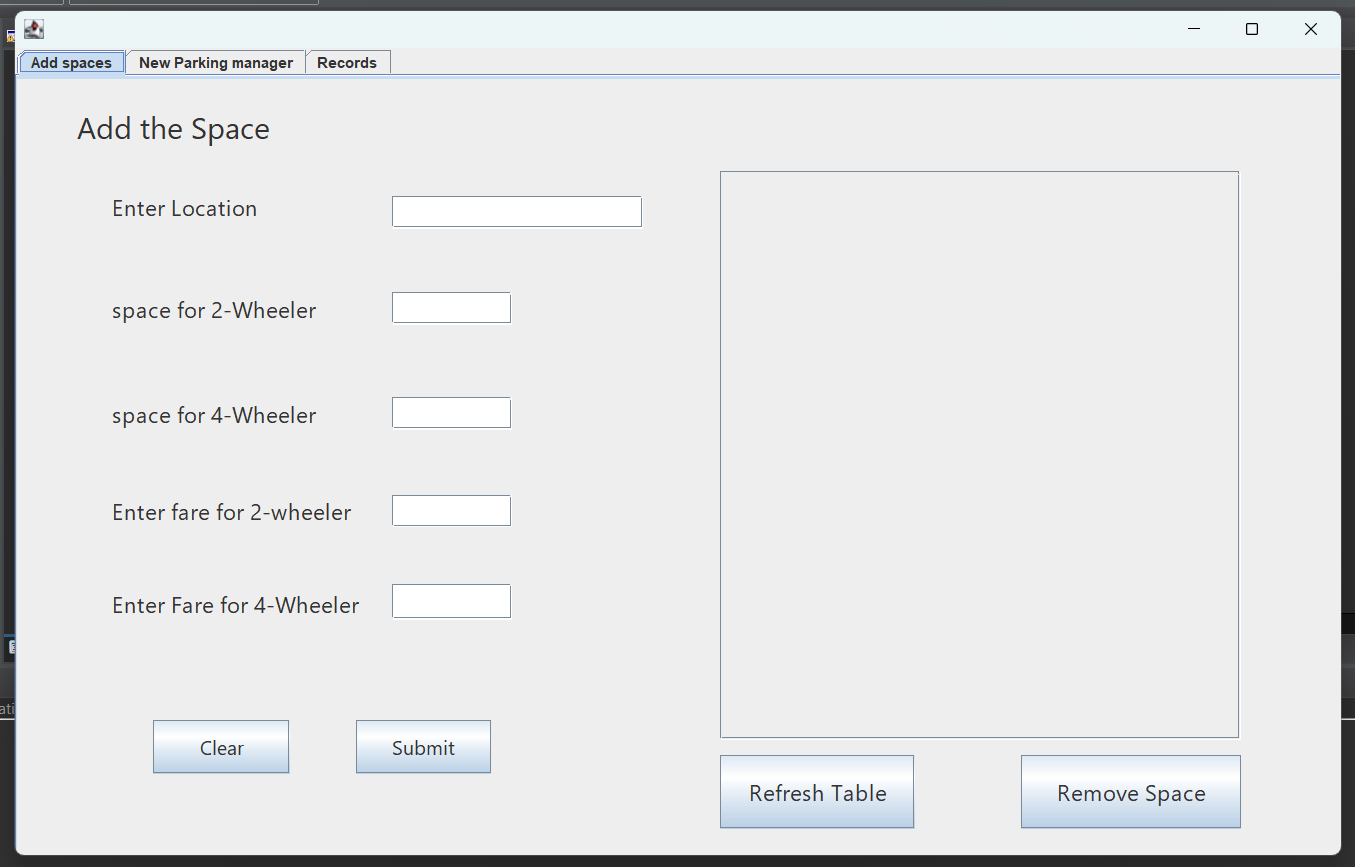 Add spaces New Parking manager Records
Add the Space
Enter Location
space for 2-Wheeler
space for 4-Wheeler
Enter fare for 2-wheeler
Enter Fare for 4-Wheeler
Clear Submit
Refresh Table Remove Space